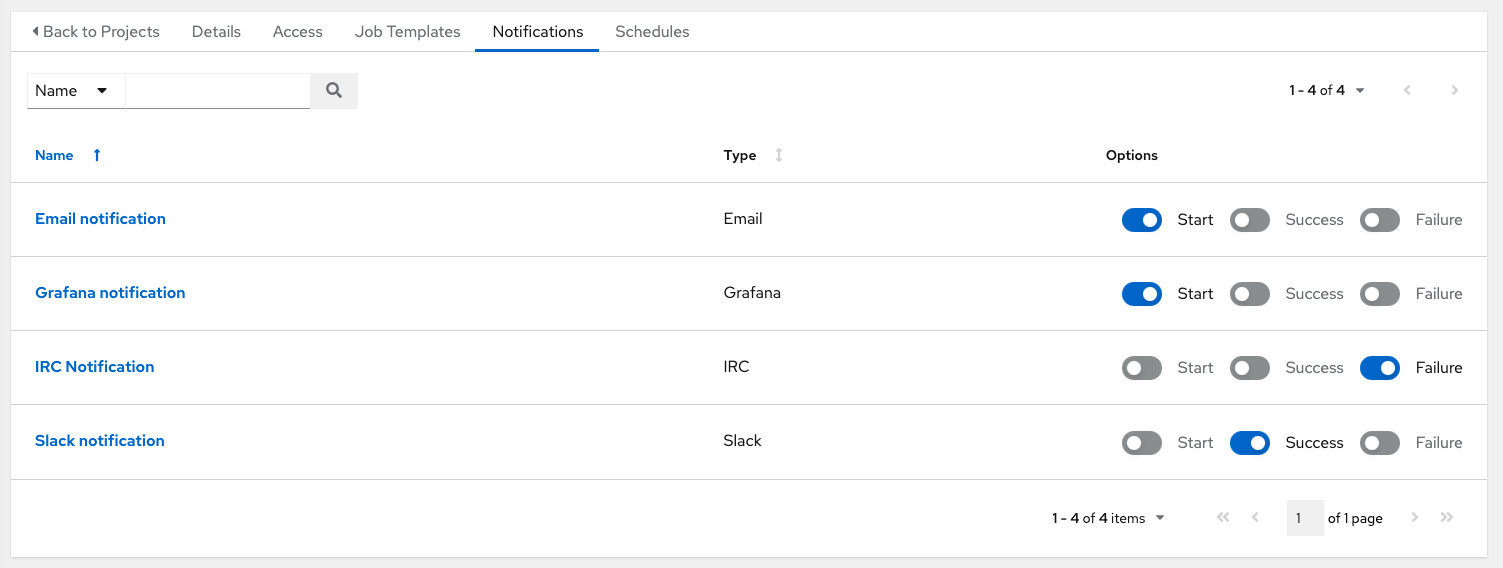 Back to Projects Details Access Job Templates Notifications Schedules
Name 1 - 4 of 4
Name Type Options
Email notification Email Start Success Failure
Grafana notification Grafana Start Success Failure
IRC Notification IRC Start Success Failure
Slack notification Slack Start Success Failure
1 - 4 of 4 items 1 of 1 page